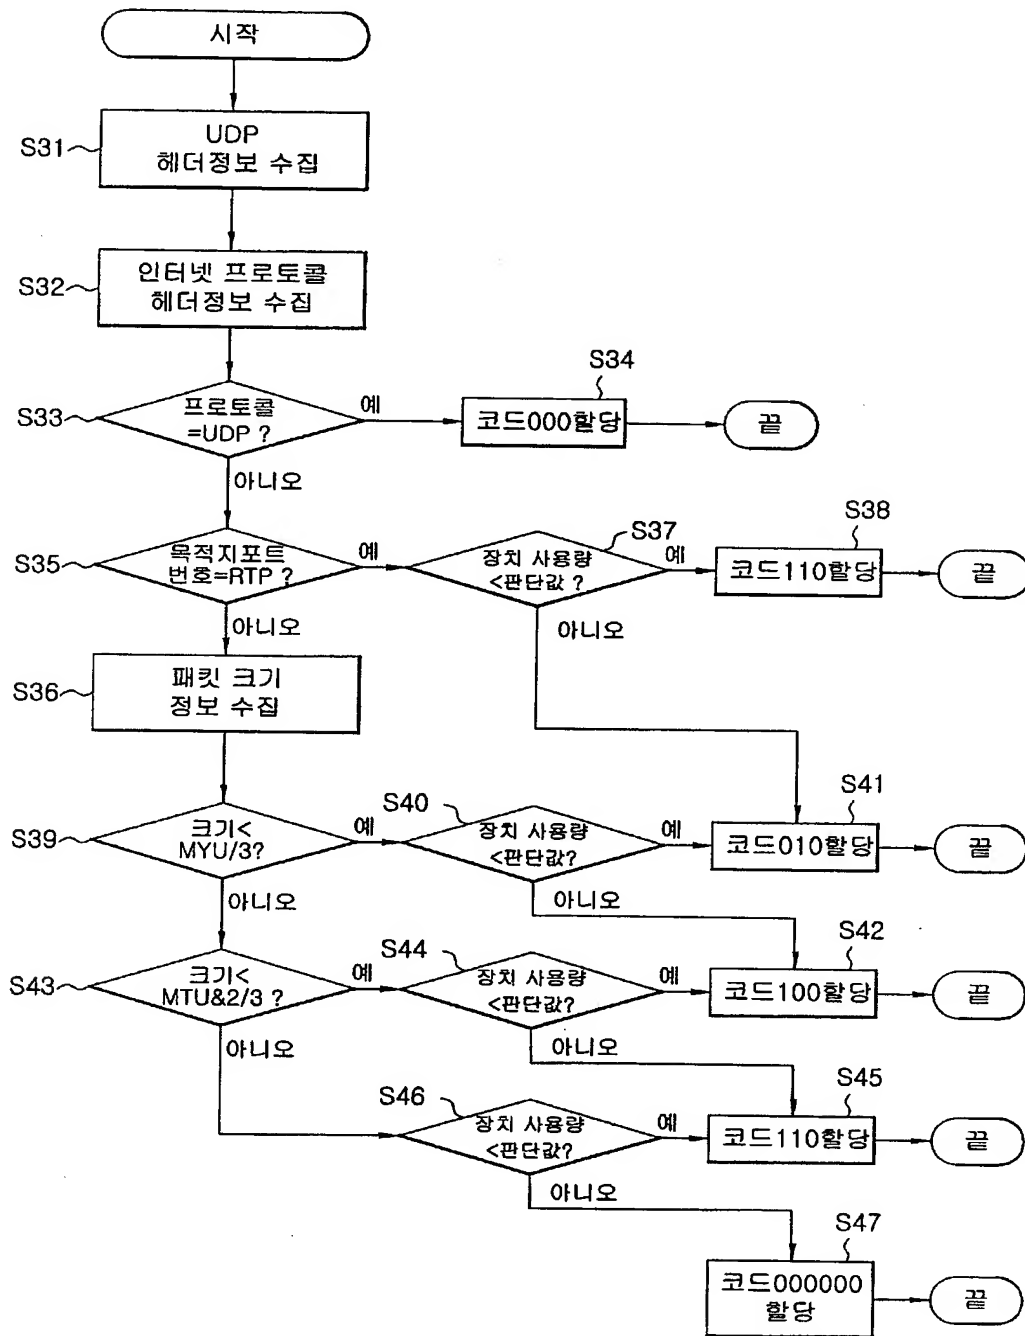 시작
S31
UDP
헤더정보 수집
S32
인터넷 프로토콜
헤더정보 수집
S33
프로토콜
=UDP ?
예
S34
코드000할당
끝
아니오
S35
목적지포트
번호=RTP ?
예
S37
장치 사용량
<판단값 ?
예
S38
코드110할당
끝
아니오
아니오
S36
패킷 크기
정보 수집
S39
크기<
MYU/3?
예
S40
장치 사용량
<판단값?
예
S41
코드010할당
끝
아니오
아니오
S43
크기<
MTU&2/3 ?
예
S44
장치 사용량
<판단값?
예
S42
코드100할당
끝
아니오
아니오
S46
장치 사용량
<판단값?
예
S45
코드110할당
끝
아니오
S47
코드000000
할당
끝